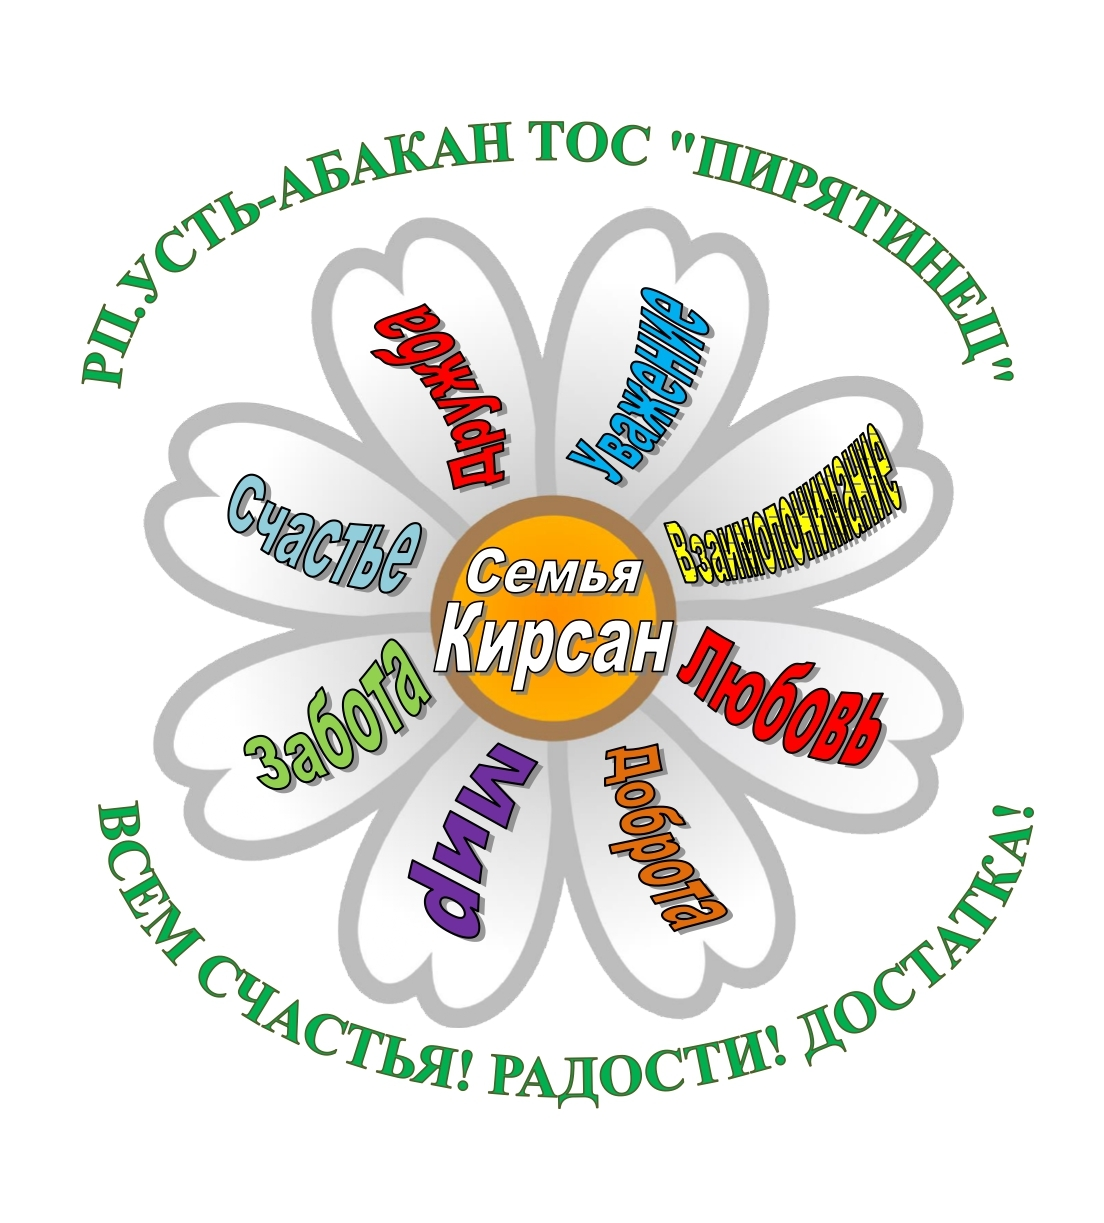 РП.УСТЬ-АБАКАН ТОС "ПИРЯТИНЕЦ"
Дружба
Уважение
Взаимопонимание
Любовь
Доброта
Мир
Забота
Счастье
Семья
Кирсан
ВСЕМ СЧАСТЬЯ! РАДОСТИ! ДОСТАТКА!